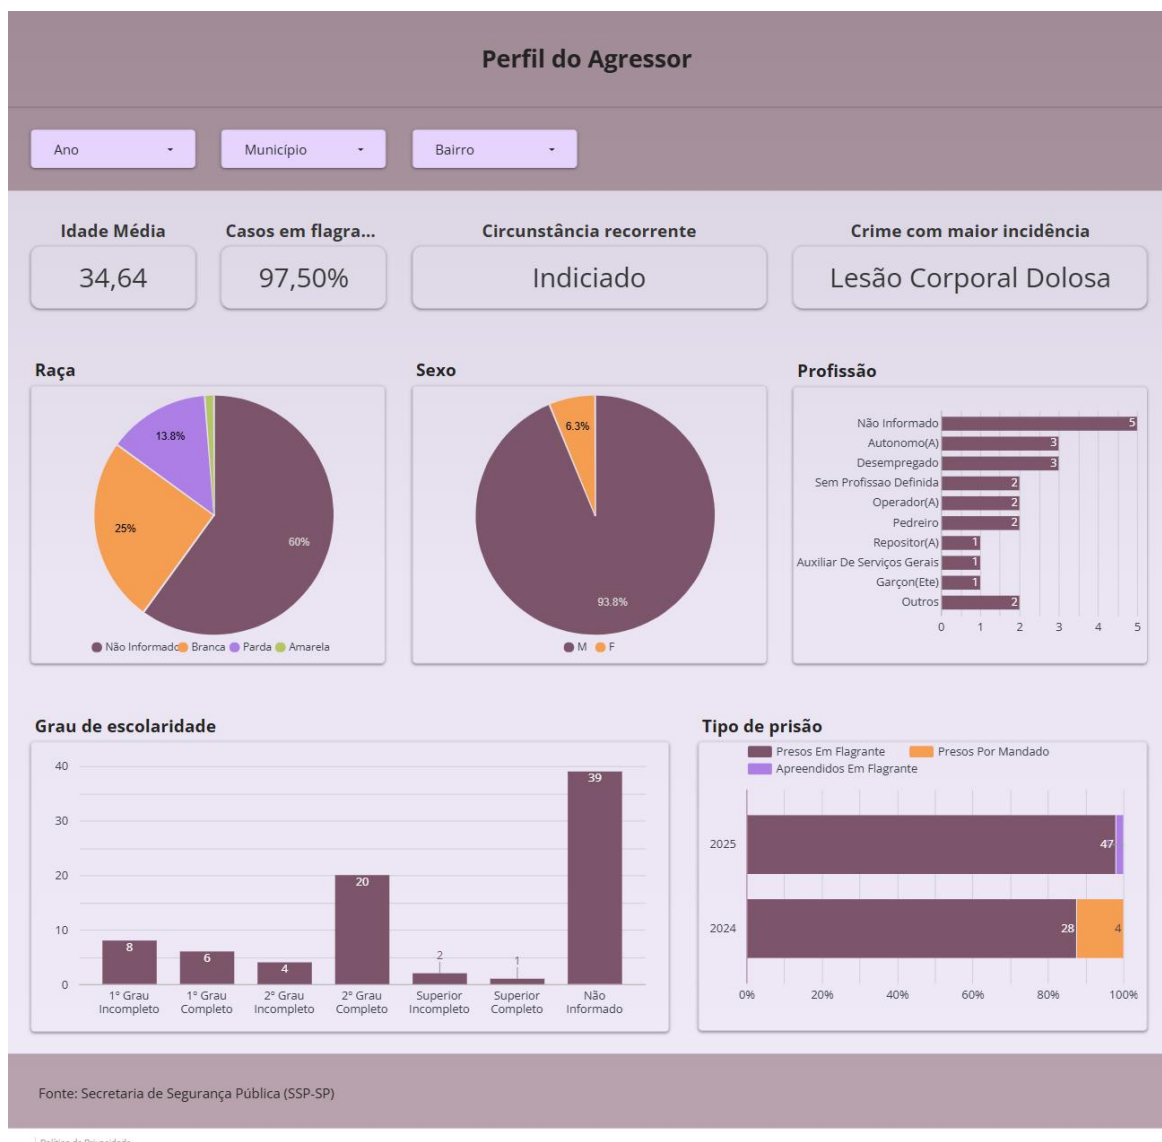 Perfil do Agressor
Ano
Município
Bairro
Idade Média
Casos em flagra...
Circunstância recorrente
Crime com maior incidência
34,64
97,50%
Indiciado
Lesão Corporal Dolosa
Raça
13.8%
25%
60%
Não Informado Branca Parda Amarela
Sexo
6.3%
93.8%
M F
Profissão
Não Informado 5
Autonomo(A) 3
Desempregado 3
Sem Profissao Definida 2
Operador(A) 2
Pedreiro 2
Repositor(A) 1
Auxiliar De Serviços Gerais 1
Garçon(Ete) 1
Outros 2
0 1 2 3 4 5
Grau de escolaridade
40
30
20
10
0
8
6
4
20
2
1
39
1º Grau Incompleto
1º Grau Completo
2º Grau Incompleto
2º Grau Completo
Superior Incompleto
Superior Completo
Não Informado
Tipo de prisão
Presos Em Flagrante Presos Por Mandado
Apreendidos Em Flagrante
2025 47
2024 28 4
0% 20% 40% 60% 80% 100%
Fonte: Secretaria de Segurança Pública (SSP-SP)